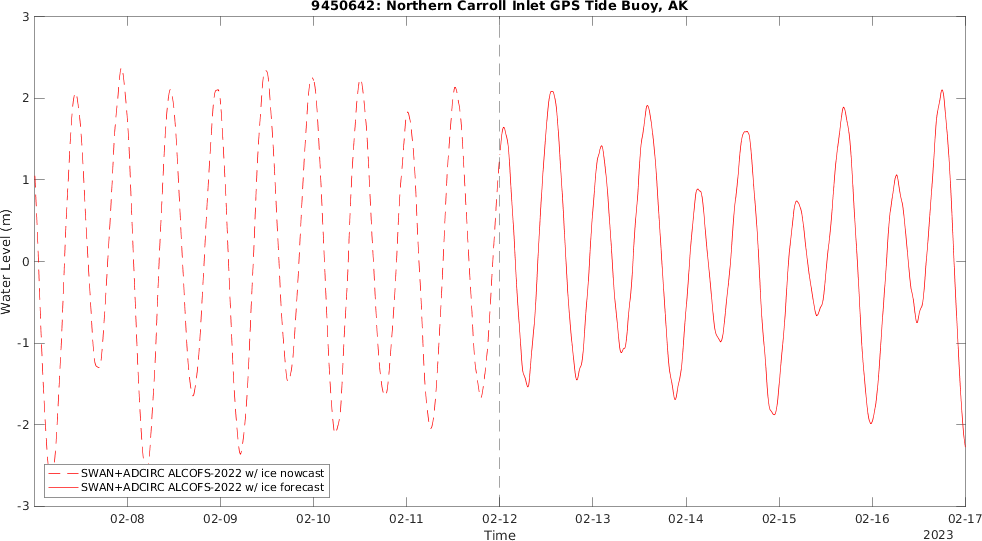 9450642: Northern Carroll Inlet GPS Tide Buoy, AK
3
2
1
0
-1
-2
-3
Water Level (m)
SWAN+ADCIRC ALCOFS-2022 w/ ice nowcast
SWAN+ADCIRC ALCOFS-2022 w/ ice forecast
02-08 02-09 02-10 02-11 02-12 02-13 02-14 02-15 02-16 02-17
Time
2023